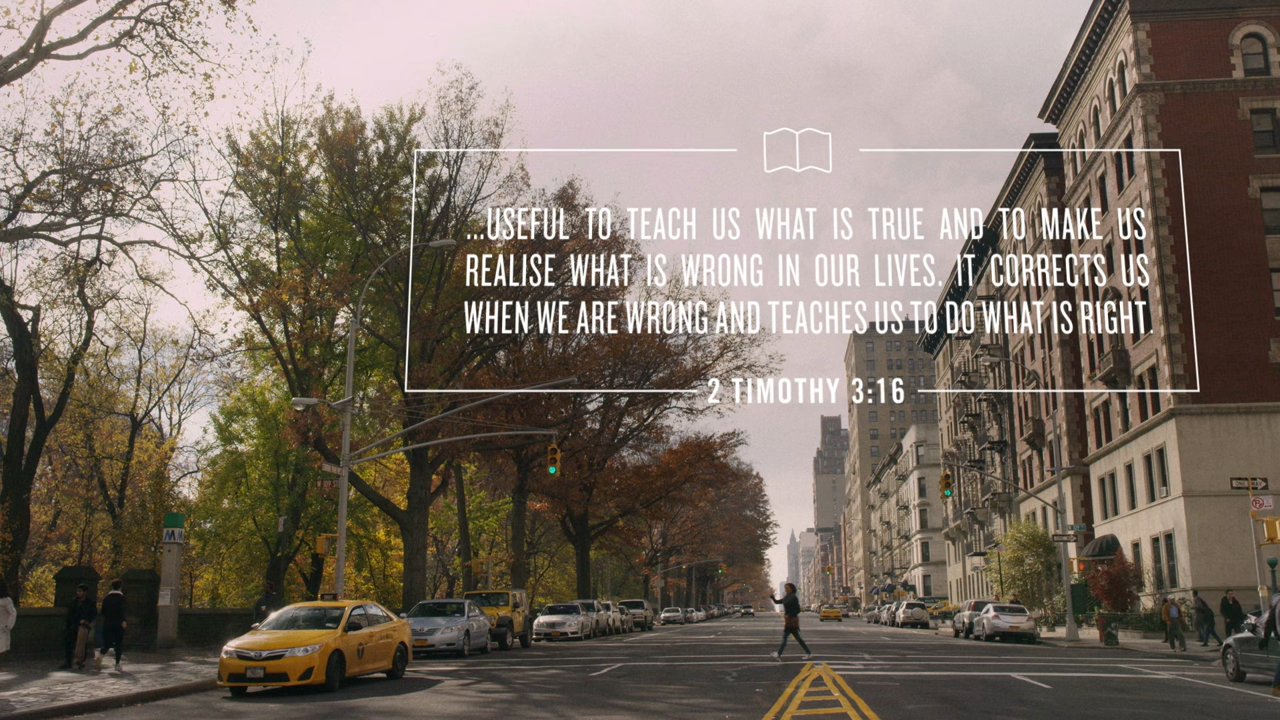 ...USEFUL TO TEACH US WHAT IS TRUE AND TO MAKE US
REALISE WHAT IS WRONG IN OUR LIVES. IT CORRECTS US
WHEN WE ARE WRONG AND TEACHES US TO DO WHAT IS RIGHT.
2 TIMOTHY 3:16
M